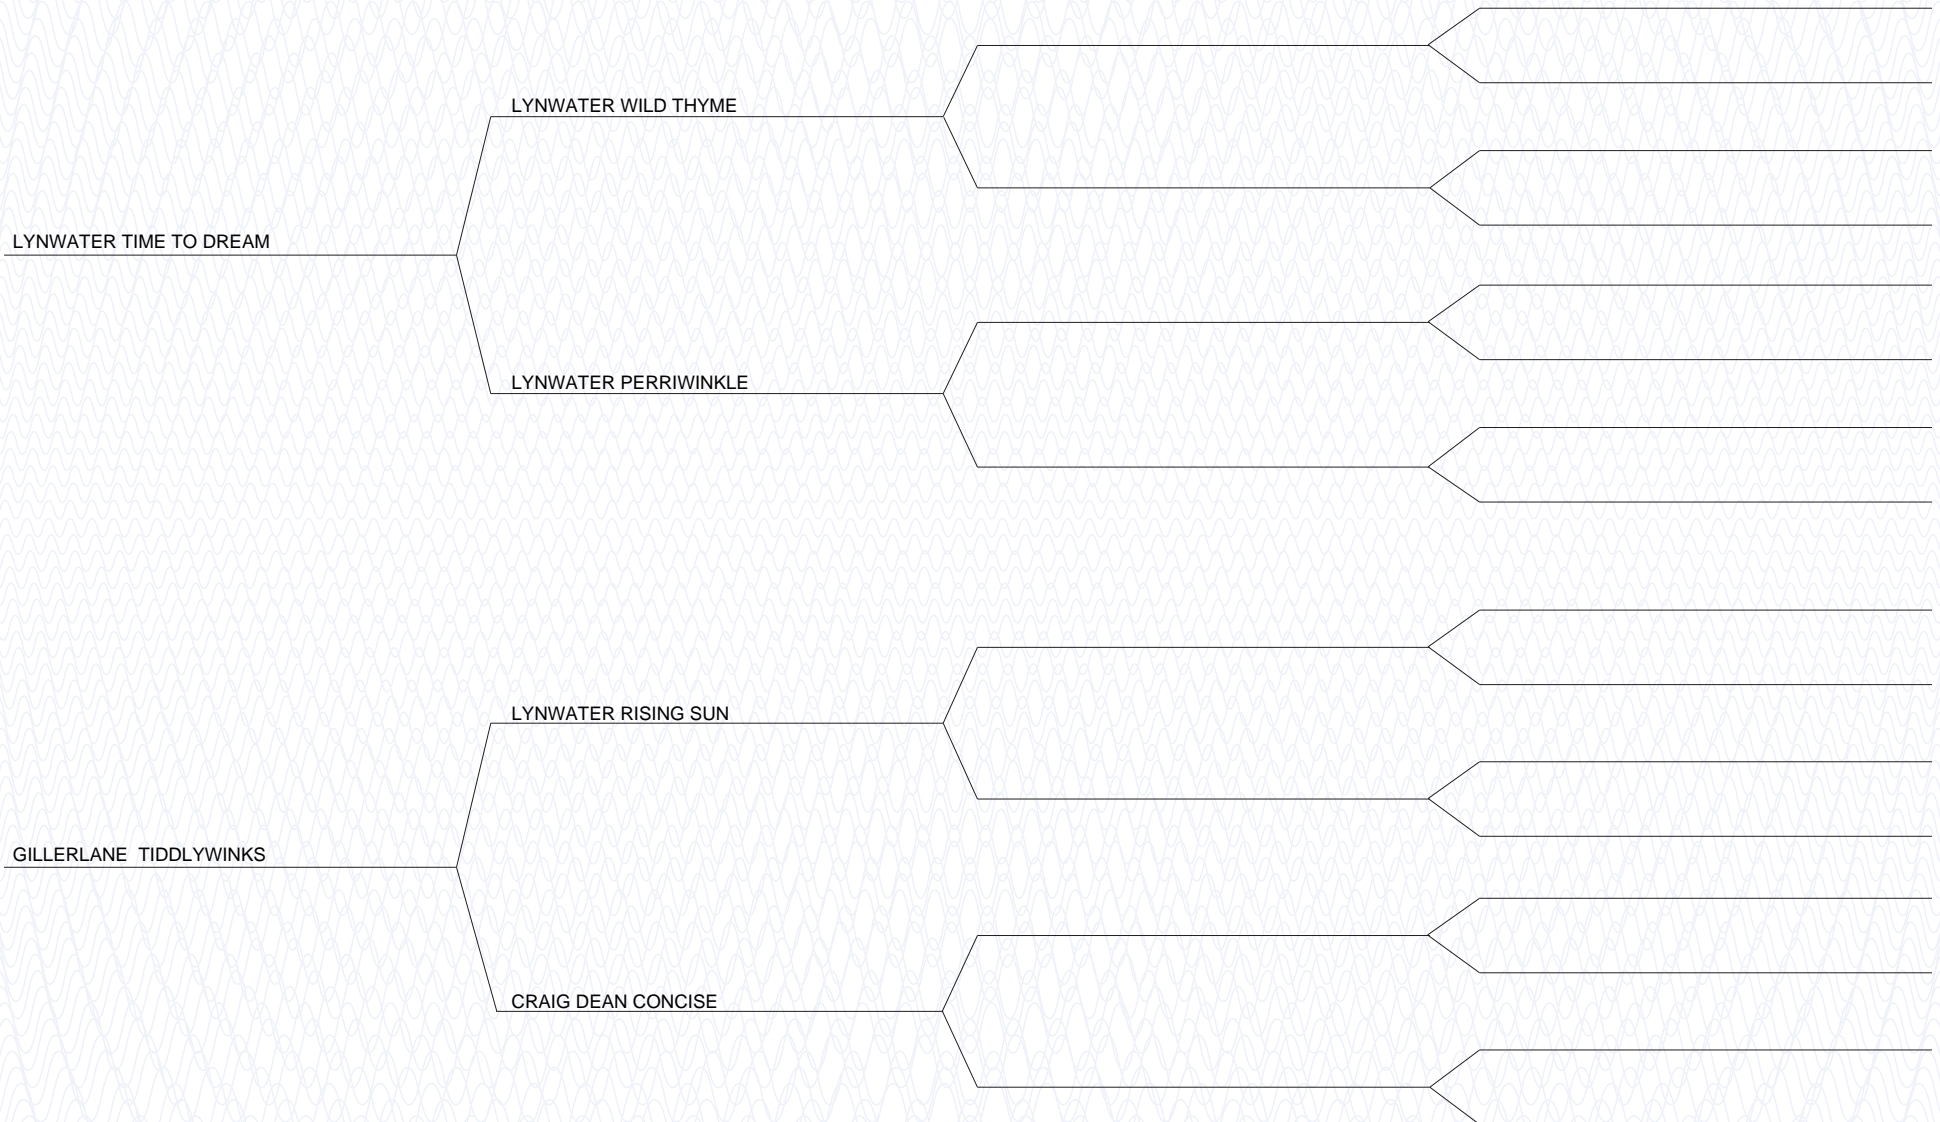 LYNWATER WILD THYME
LYNWATER TIME TO DREAM
LYNWATER PERRIWINKLE
LYNWATER RISING SUN
GILLERLANE  TIDDLYWINKS
CRAIG DEAN CONCISE